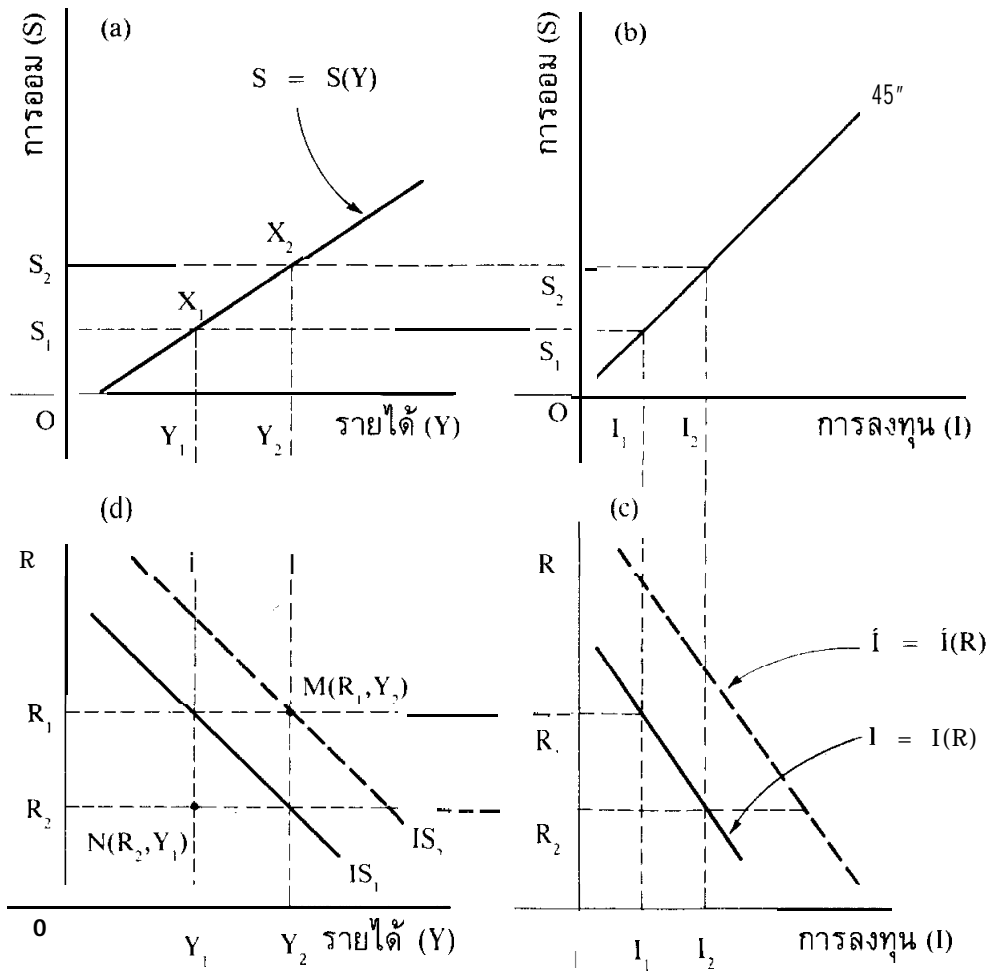 (a)
การออม (S)
S = S(Y)
X₂
X₁
S₂
S₁
O
Y₁
Y₂
รายได้ (Y)
(b)
การออม (S)
45"
S₂
S₁
O
I₁
I₂
การลงทุน (I)
(d)
R
M(R₁,Y₂)
R₁
R₂
N(R₂,Y₁)
IS₂
IS₁
0
Y₁
Y₂
รายได้ (Y)
(c)
R
Í = Í(R)
I = I(R)
R₁
R₂
I₁
I₂
การลงทุน (I)